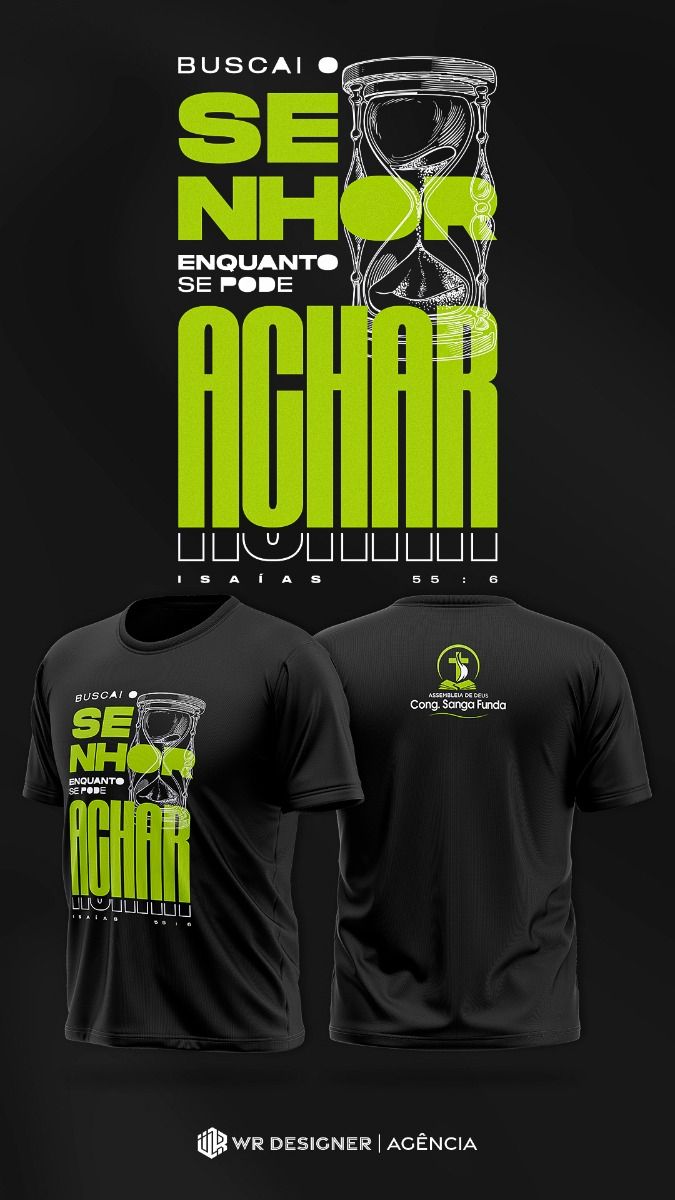 BUSCAI O
SE
NHOR
ENQUANTO
SE PODE
ACHAR
ISAÍAS 55:6
BUSCAI O
SE
NHOR
ENQUANTO
SE PODE
ACHAR
ISAÍAS 55:6
ASSEMBLEIA DE DEUS
Cong. Sanga Funda
WR DESIGNER | AGÊNCIA